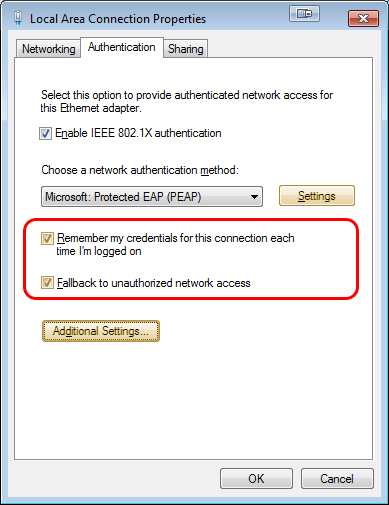 Local Area Connection Properties
Networking Authentication Sharing
Select this option to provide authenticated network access for
this Ethernet adapter.
Enable IEEE 802.1X authentication
Choose a network authentication method:
Microsoft: Protected EAP (PEAP) Settings
Remember my credentials for this connection each
time I'm logged on
Fallback to unauthorized network access
Additional Settings...
OK Cancel